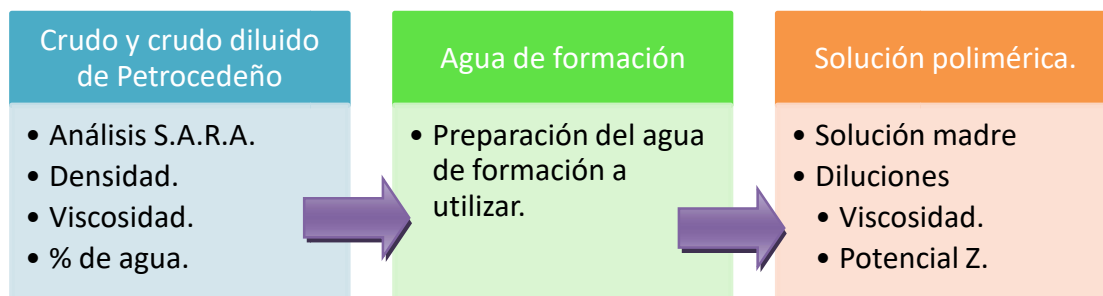 Crudo y crudo diluido
de Petrocedeño
• Análisis S.A.R.A.
• Densidad.
• Viscosidad.
• % de agua.
Agua de formación
• Preparación del agua
de formación a
utilizar.
Solución polimérica.
• Solución madre
• Diluciones
• Viscosidad.
• Potencial Z.